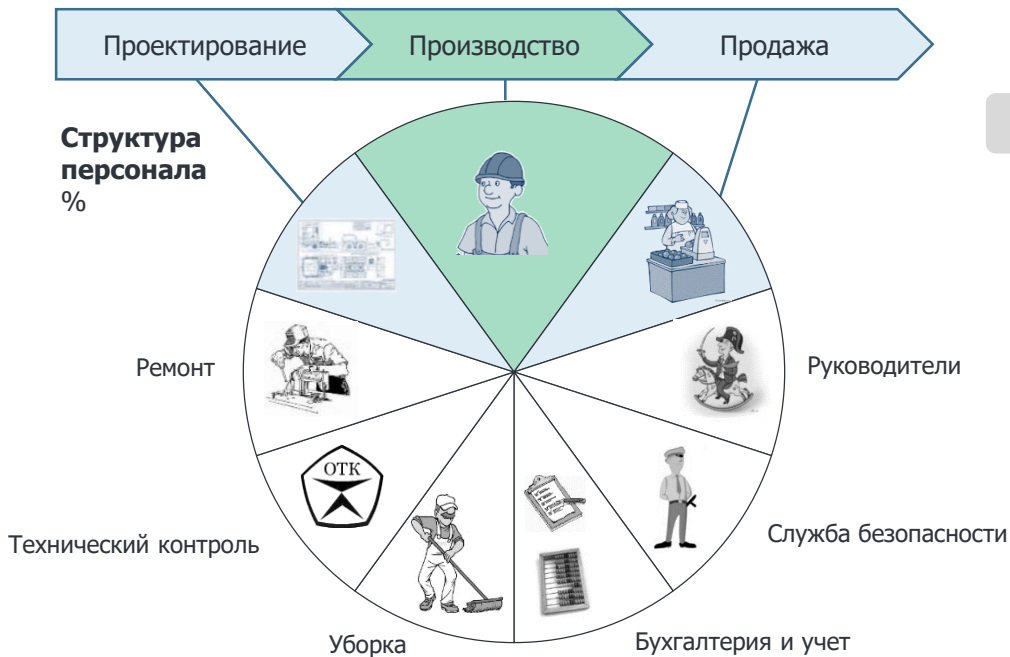 Проектирование
Производство
Продажа
Структура
персонала
%
Ремонт
Руководители
ОТК
Технический контроль
Служба безопасности
Уборка
Бухгалтерия и учет